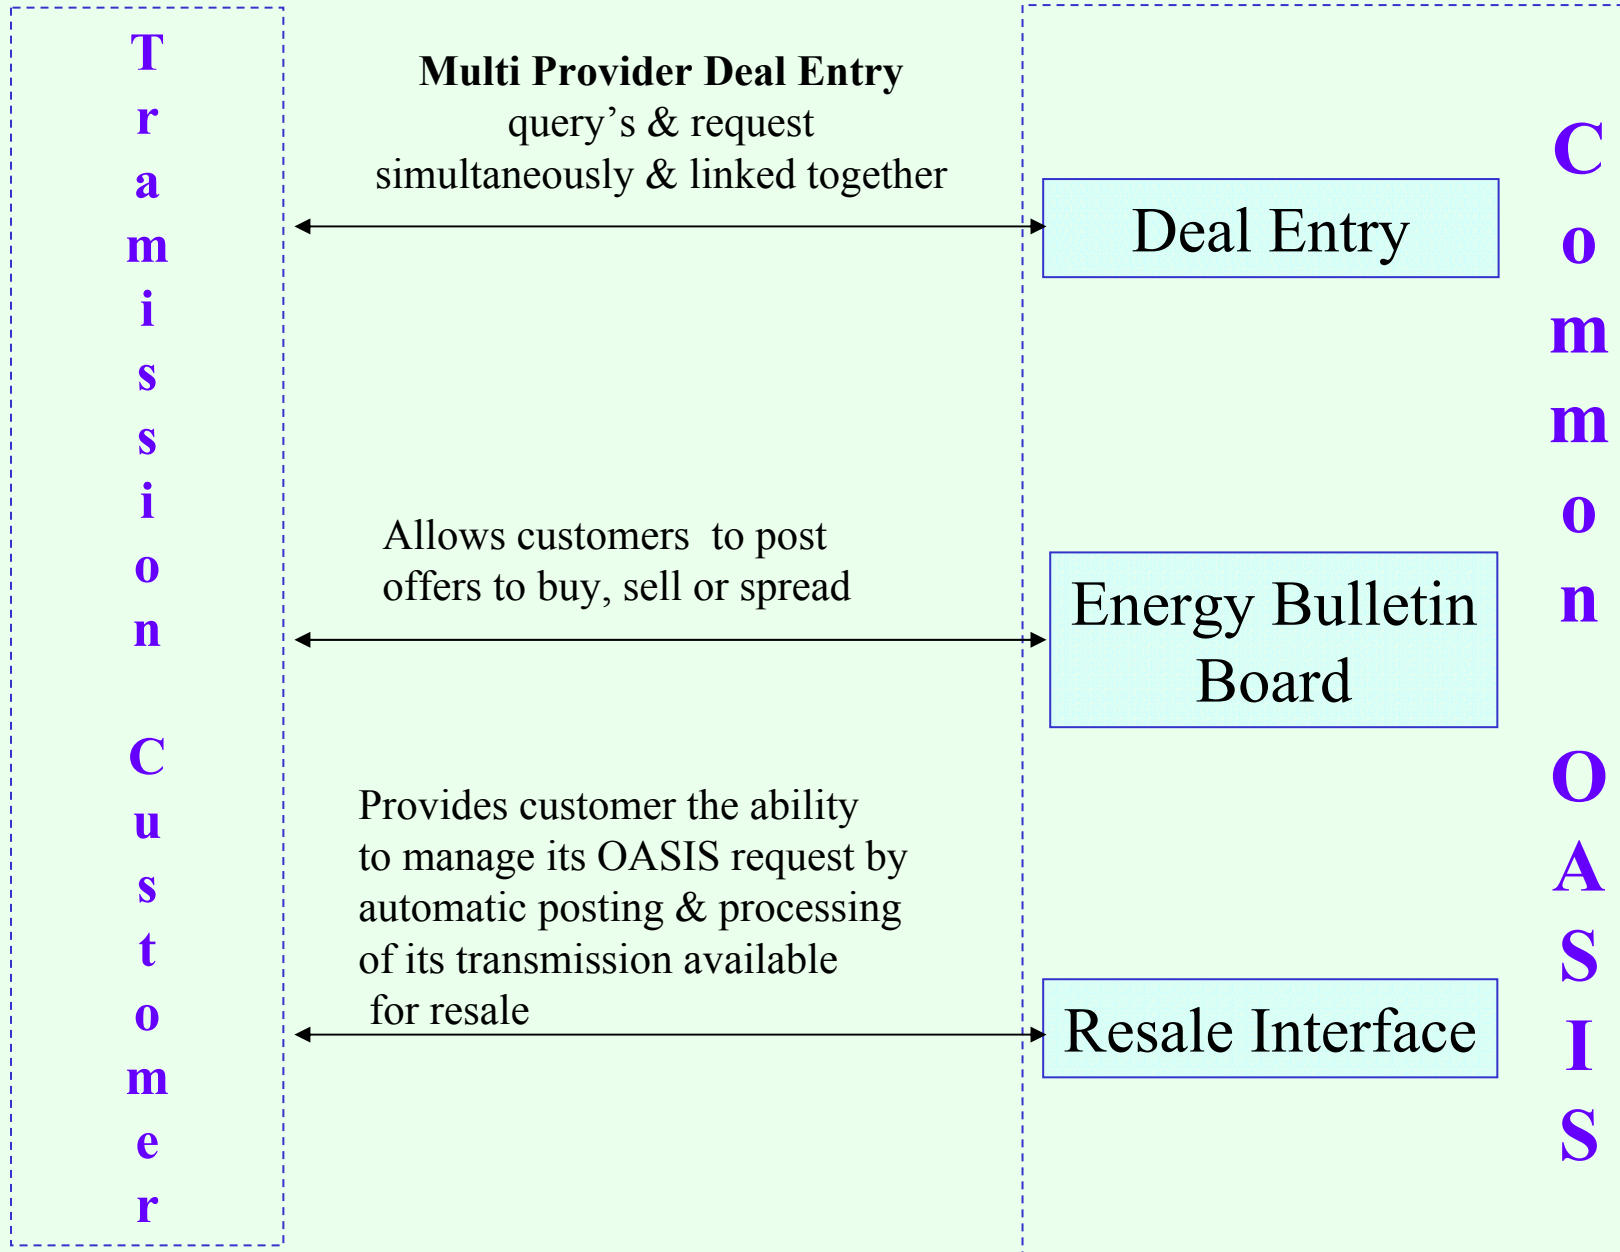 Tramission Customer
Multi Provider Deal Entry
query’s & request
simultaneously & linked together
Deal Entry
Allows customers  to post
offers to buy, sell or spread
Energy Bulletin
Board
Provides customer the ability
to manage its OASIS request by
automatic posting & processing
of its transmission available
for resale
Resale Interface
Common OASIS